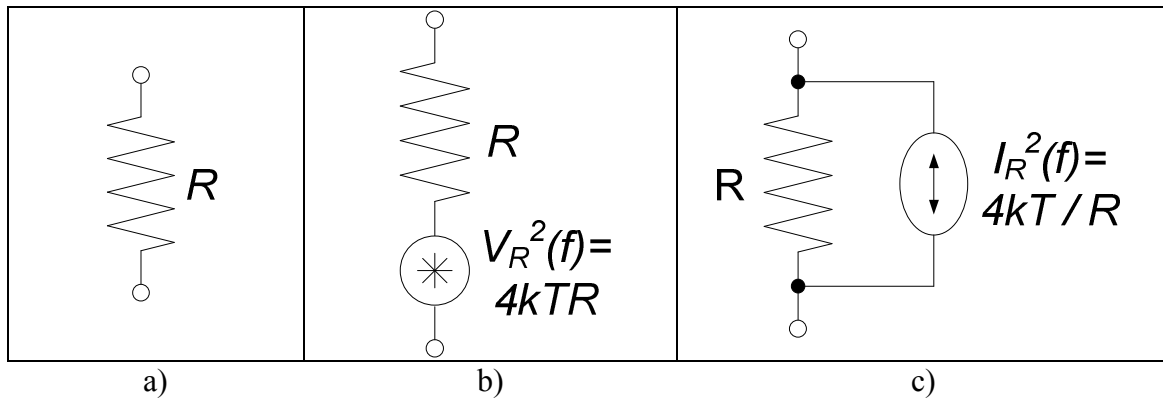 R
R
V_R^2(f)=
4kTR
R
I_R^2(f)=
4kT / R
a)
b)
c)